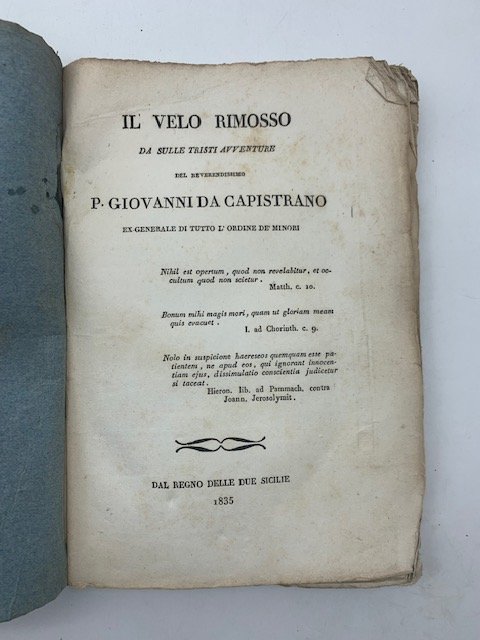 IL VELO RIMOSSO
DA SULLE TRISTI AVVENTURE
DEL REVERENDISSIMO
P. GIOVANNI DA CAPISTRANO
EX-GENERALE DI TUTTO L' ORDINE DE' MINORI
Nihil est opertum, quod non revelabitur, et oc-
cultum quod non scietur.
Matth. c. 10.
Bonum mihi magis mori, quam ut gloriam meam
quis evacuet.
I. ad Chorinth. c. 9.
Nolo in suspicione haereseos quemquam esse pa-
tientem, ne apud eos, qui ignorant innocen-
tiam ejus, dissimulatio conscientia judicetur
si taceat.
Hieron. lib. ad Pammach. contra
Joann. Jeroselymit.
DAL REGNO DELLE DUE SICILIE
1835